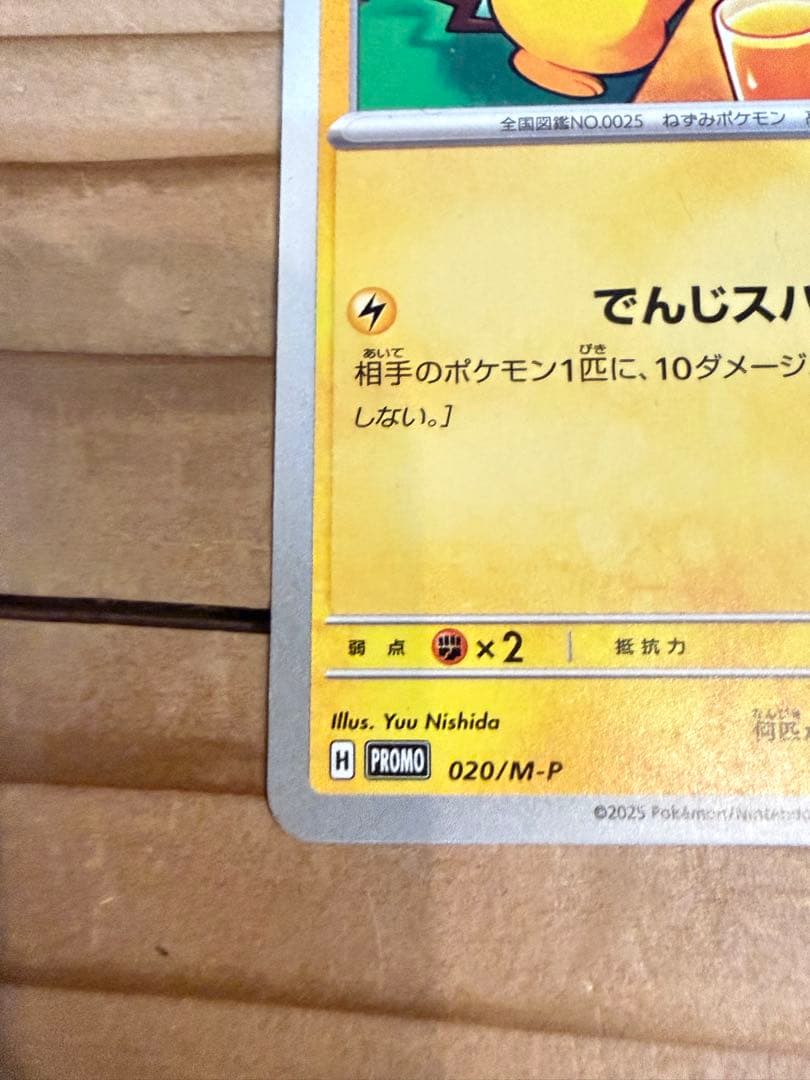 全国図鑑NO.0025 ねずみポケモン
でんじスパ
相手のポケモン1匹に、10ダメージ
あいて びき
しない。]
弱点 ×2 抵抗力
Illus. Yuu Nishida
H PROMO 020/M-P
©2025 Pokémon/Nintendo